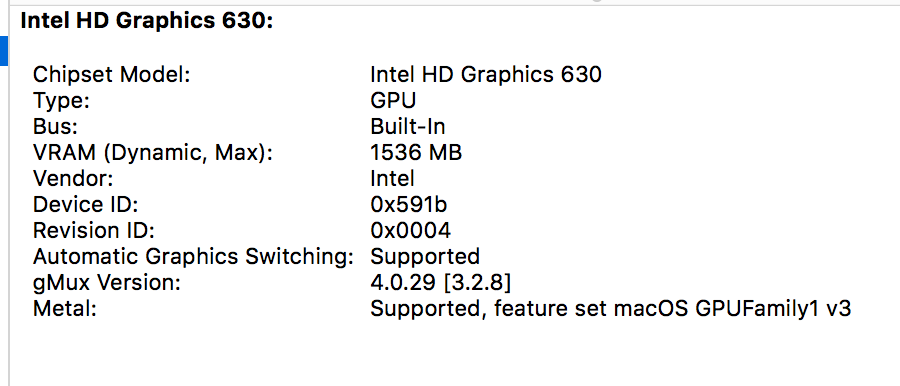 Intel HD Graphics 630:
Chipset Model: Intel HD Graphics 630
Type: GPU
Bus: Built-In
VRAM (Dynamic, Max): 1536 MB
Vendor: Intel
Device ID: 0x591b
Revision ID: 0x0004
Automatic Graphics Switching: Supported
gMux Version: 4.0.29 [3.2.8]
Metal: Supported, feature set macOS GPUFamily1 v3